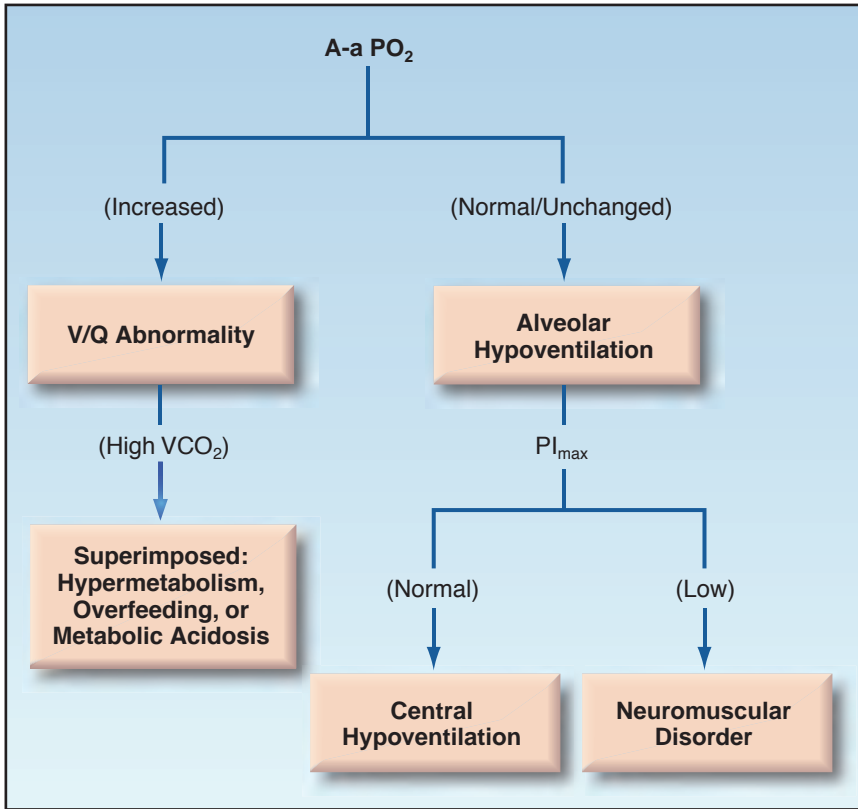 A-a PO₂
(Increased)
(Normal/Unchanged)
V/Q Abnormality
Alveolar
Hypoventilation
(High VCO₂)
PImax
Superimposed:
Hypermetabolism,
Overfeeding, or
Metabolic Acidosis
(Normal)
(Low)
Central
Hypoventilation
Neuromuscular
Disorder